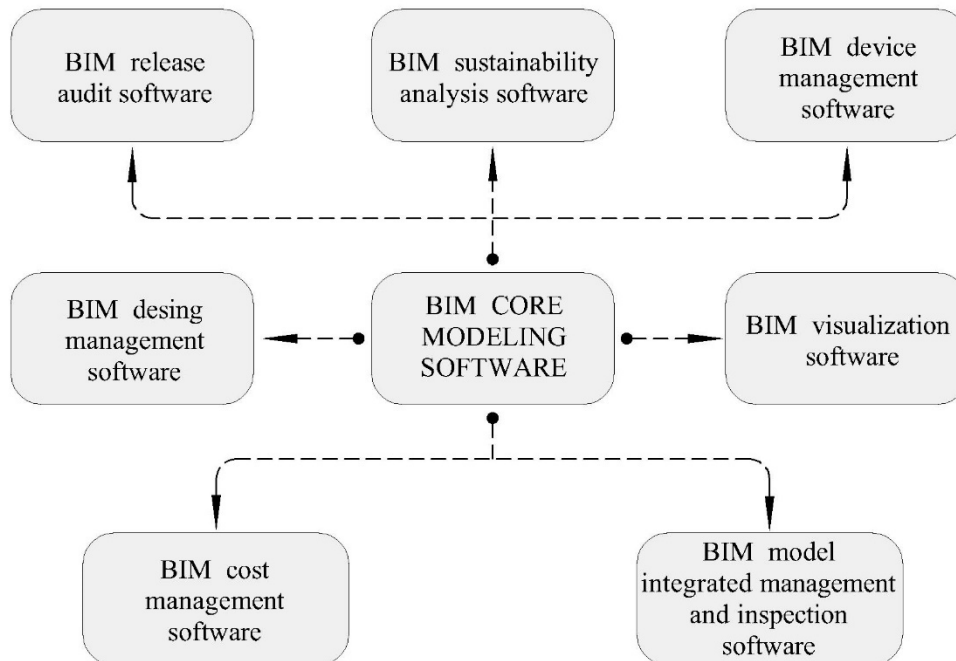 BIM release
audit software
BIM sustainability
analysis software
BIM device
management
software
BIM desing
management
software
BIM CORE
MODELING
SOFTWARE
BIM visualization
software
BIM cost
management
software
BIM model
integrated management
and inspection
software